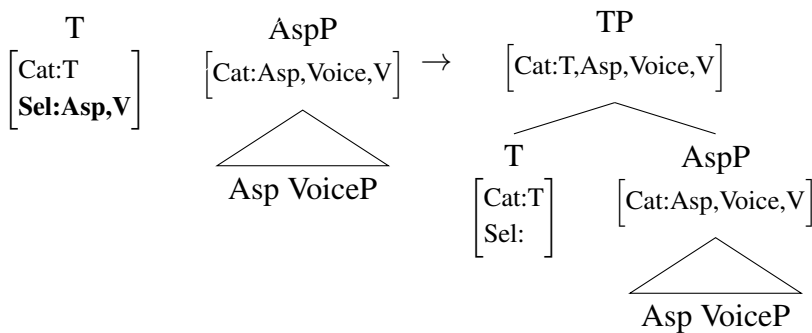 T
[Cat:T
Sel:Asp,V]
AspP
[Cat:Asp,Voice,V]
Asp VoiceP
→
TP
[Cat:T,Asp,Voice,V]
T
[Cat:T
Sel: ]
AspP
[Cat:Asp,Voice,V]
Asp VoiceP